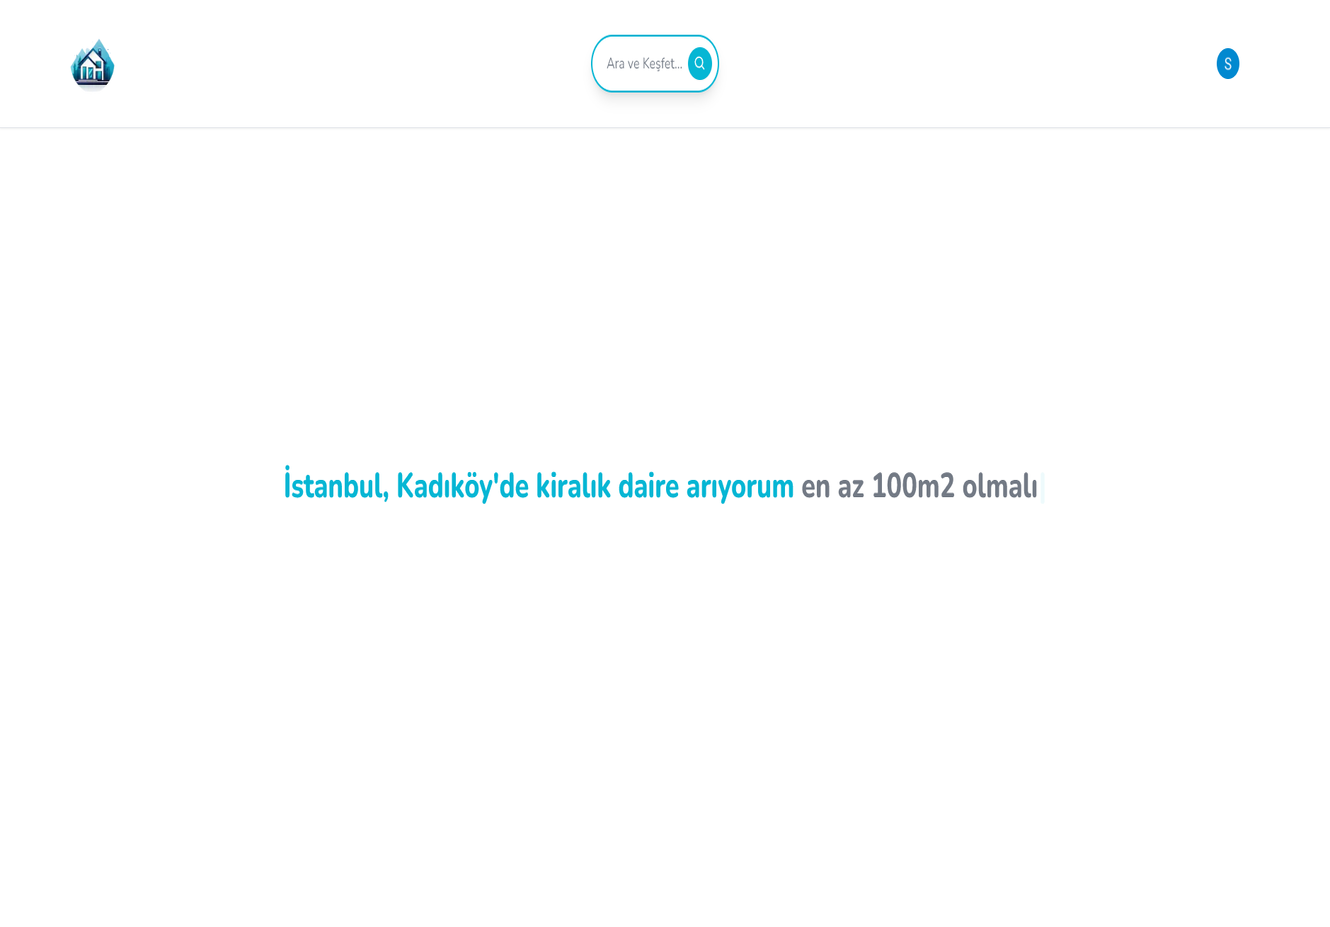 Ara ve Keşfet...
S
İstanbul, Kadıköy'de kiralık daire arıyorum en az 100m2 olmalı